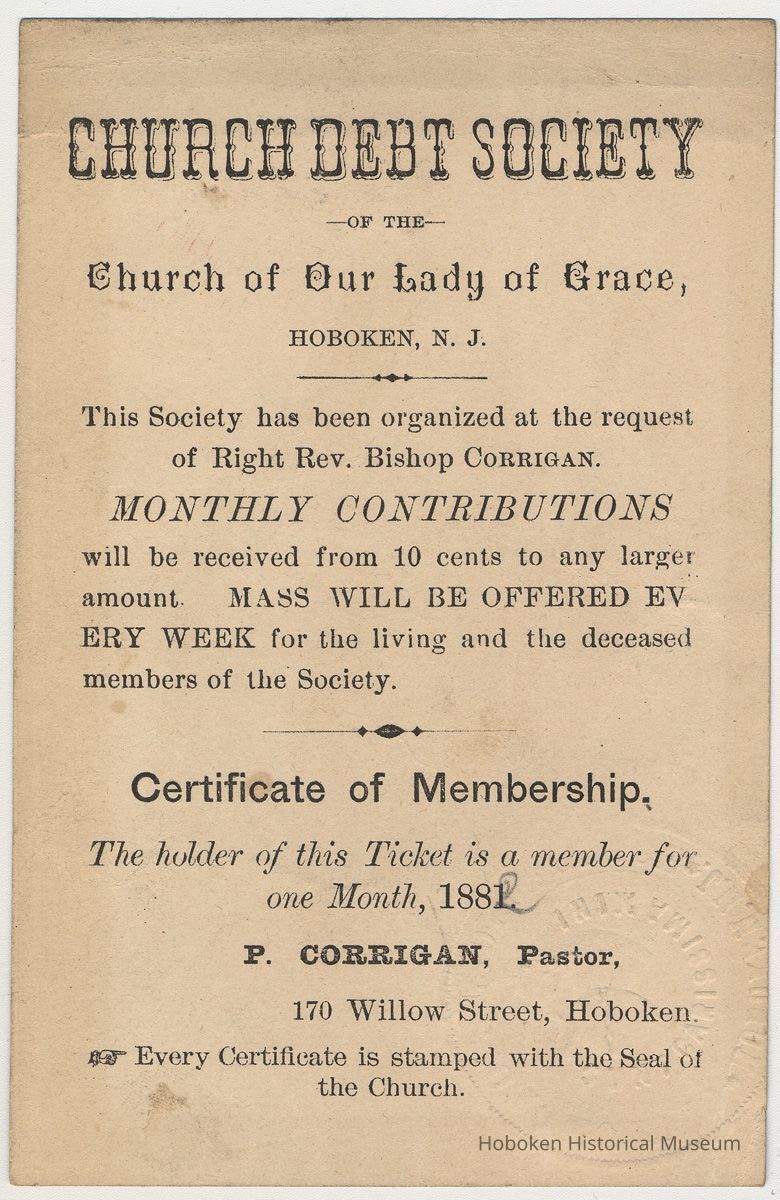 CHURCH DEBT SOCIETY
—OF THE—
Church of Our Lady of Grace,
HOBOKEN, N. J.
This Society has been organized at the request
of Right Rev. Bishop CORRIGAN.
MONTHLY CONTRIBUTIONS
will be received from 10 cents to any larger
amount. MASS WILL BE OFFERED EV
ERY WEEK for the living and the deceased
members of the Society.
Certificate of Membership.
The holder of this Ticket is a member for
one Month, 1882.
P. CORRIGAN, Pastor,
170 Willow Street, Hoboken.
☞ Every Certificate is stamped with the Seal of
the Church.
Hoboken Historical Museum